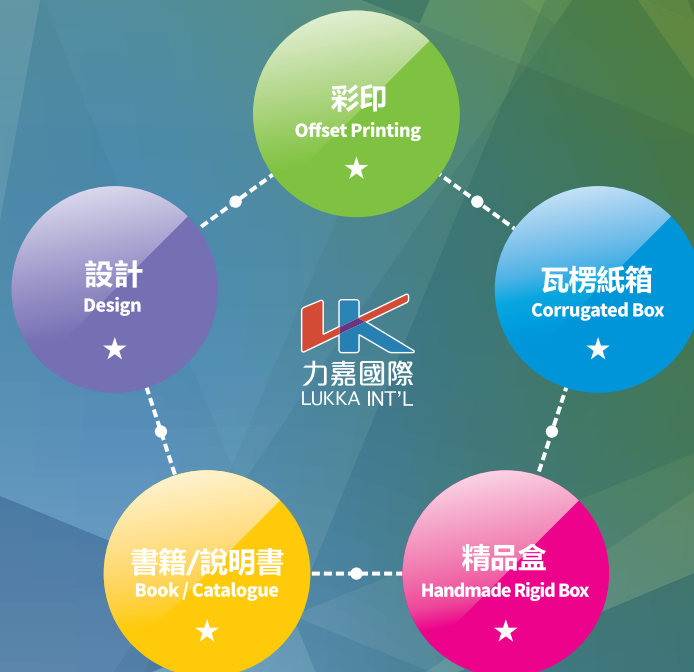 彩印
Offset Printing
設計
Design
瓦楞紙箱
Corrugated Box
力嘉國際
LUKKA INT'L
書籍/說明書
Book / Catalogue
精品盒
Handmade Rigid Box